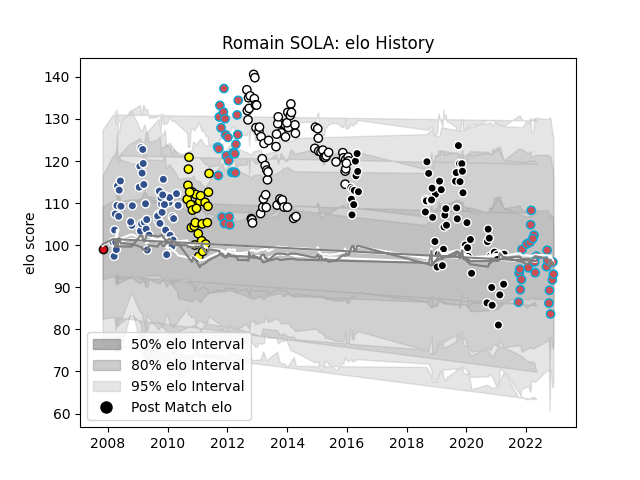 Romain SOLA: elo History
elo score
140
130
120
110
100
90
80
70
60
50% elo Interval
80% elo Interval
95% elo Interval
Post Match elo
2008 2010 2012 2014 2016 2018 2020 2022